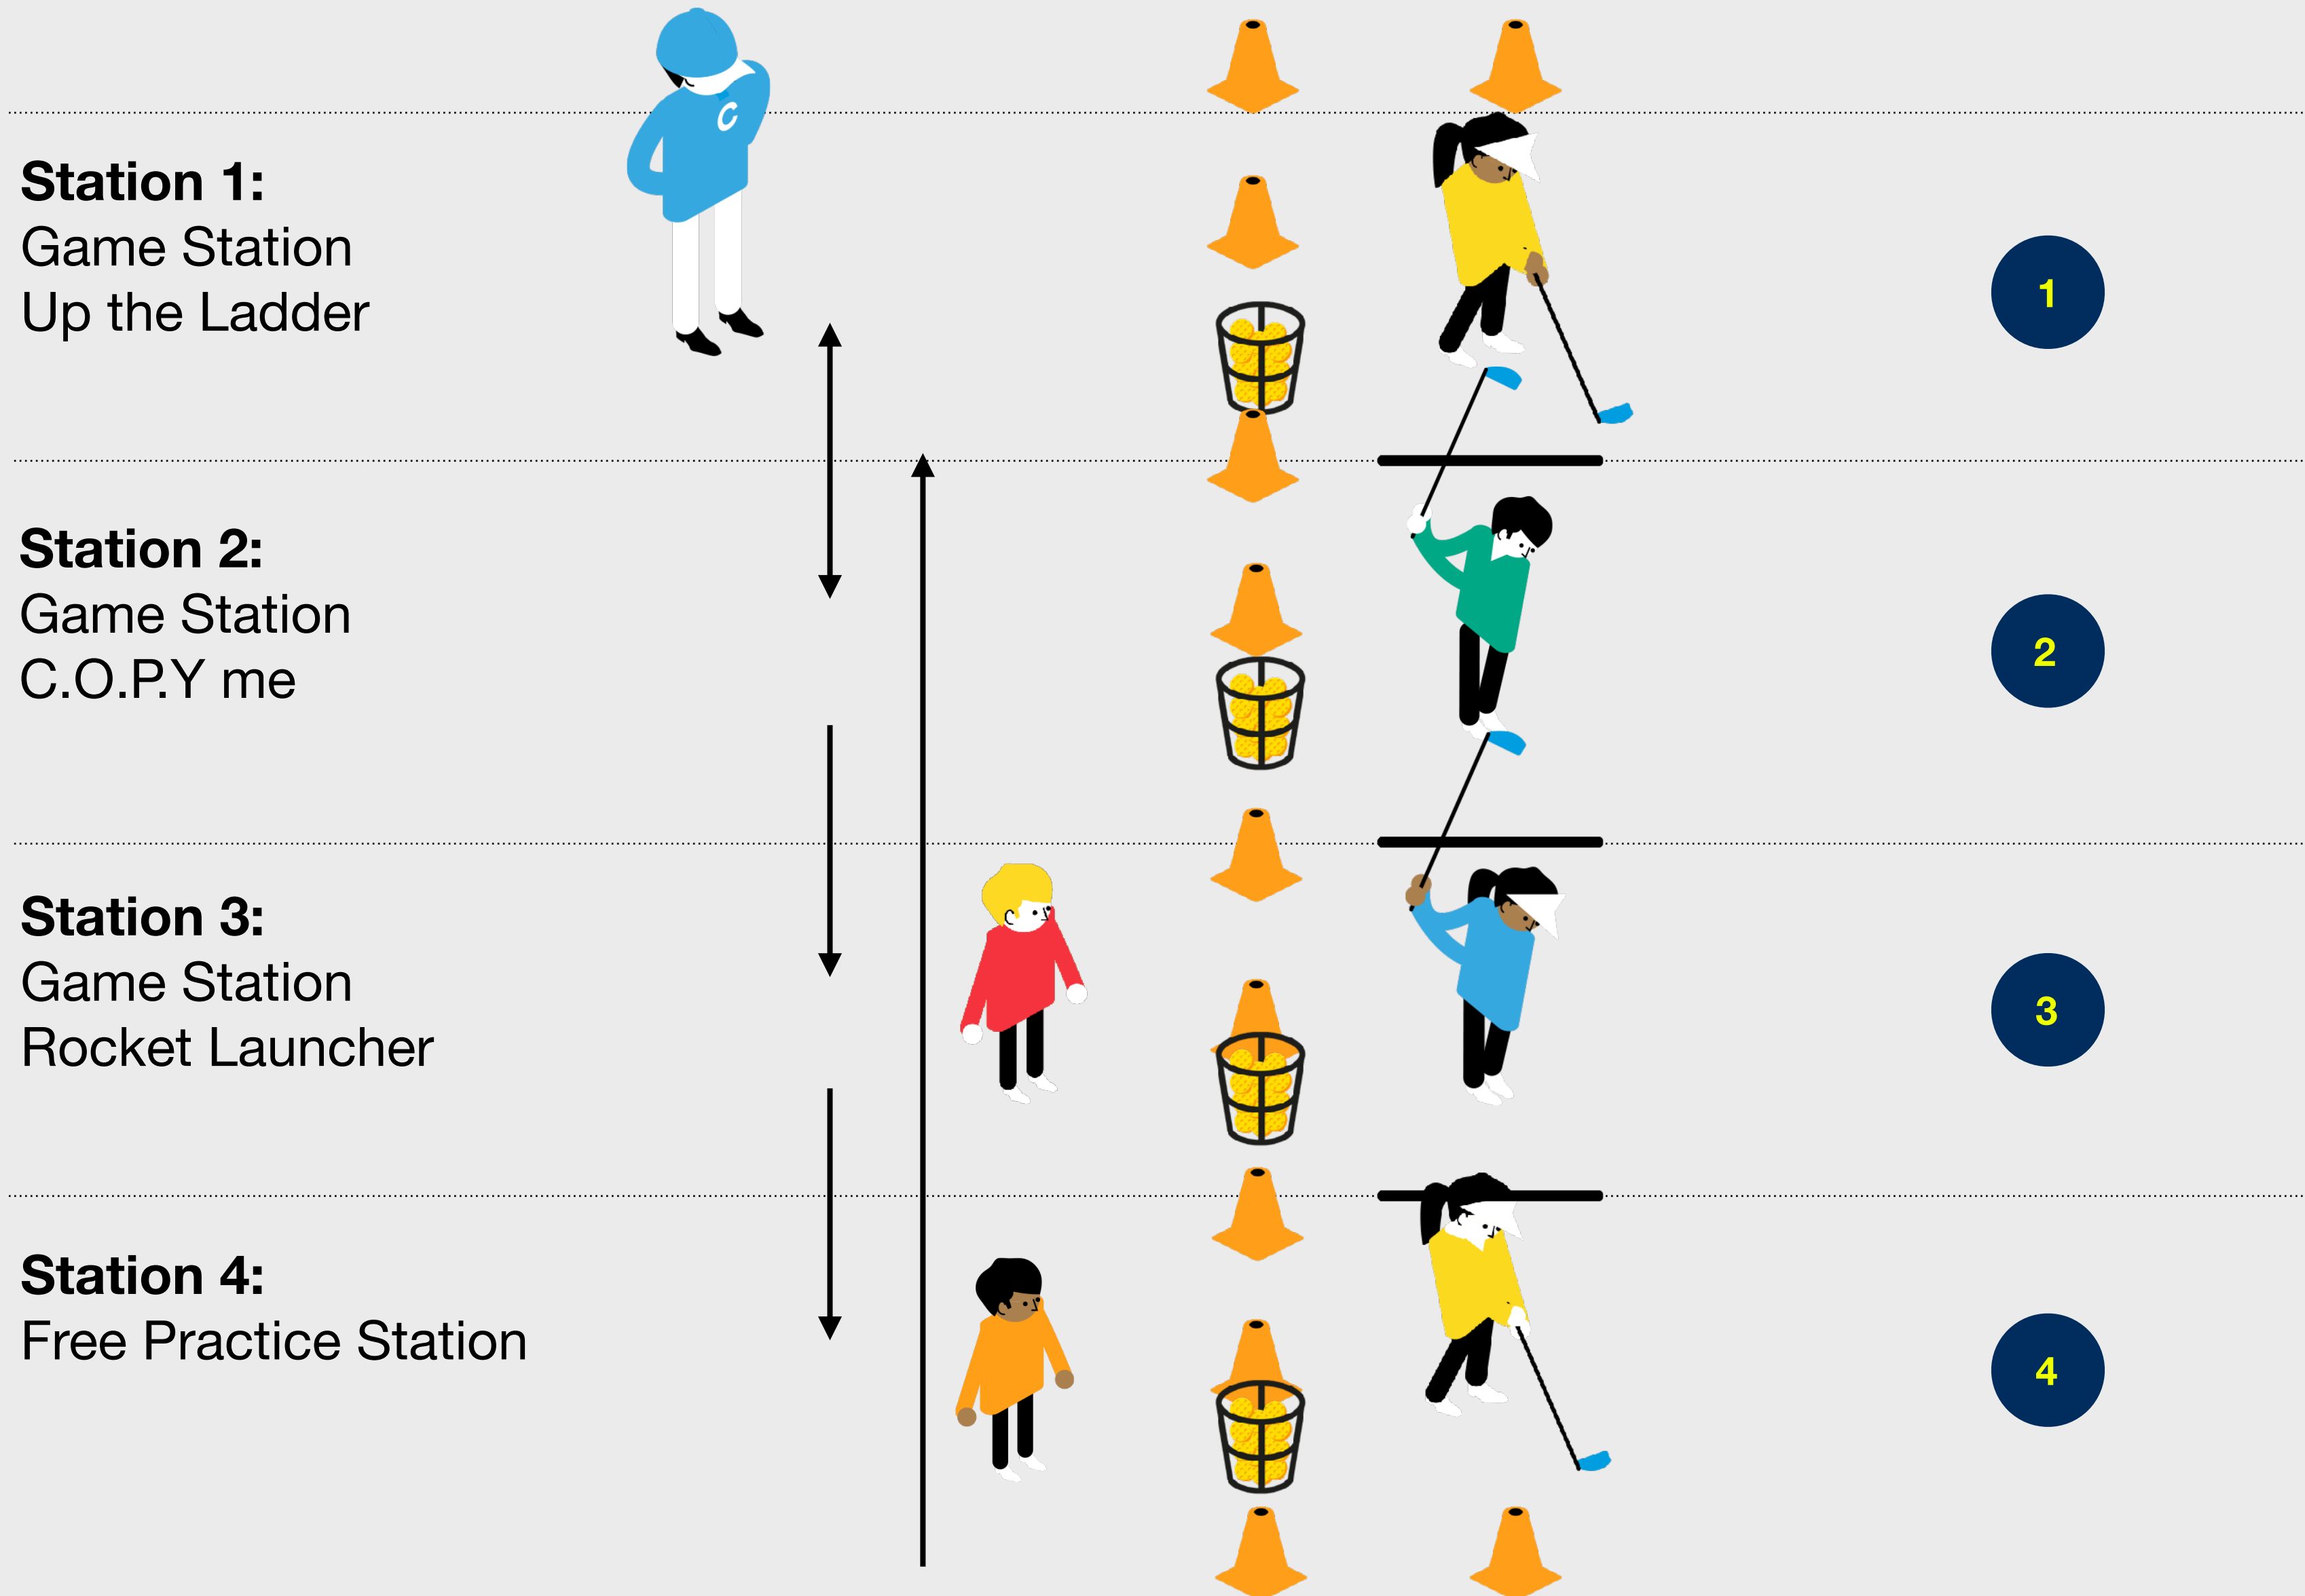 C
Station 1:
Game Station
Up the Ladder
1
Station 2:
Game Station
C.O.P.Y me
2
Station 3:
Game Station
Rocket Launcher
3
Station 4:
Free Practice Station
4